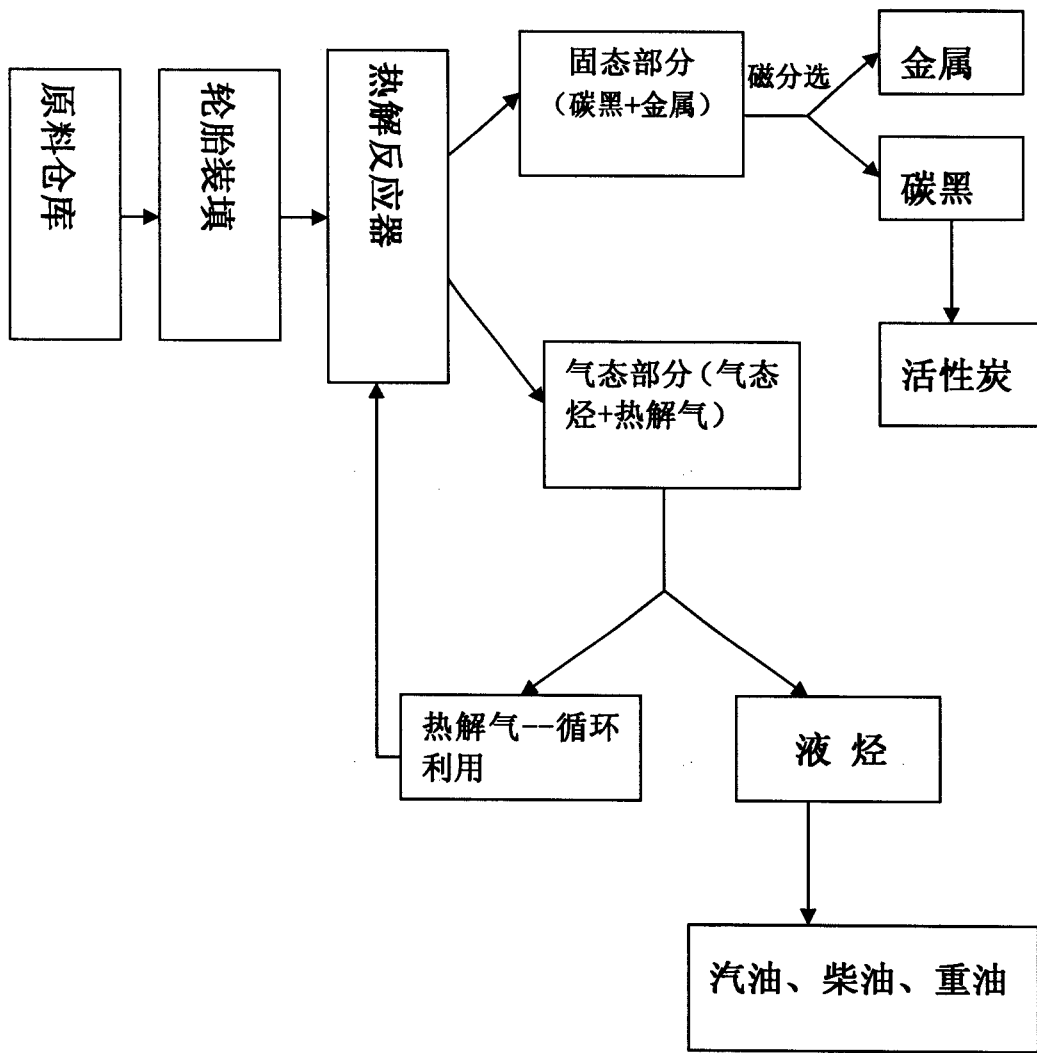 原料仓库
轮胎装填
热解反应器
固态部分
（碳黑+金属）
磁分选
金属
碳黑
活性炭
气态部分（气态
烃+热解气）
热解气--循环
利用
液 烃
汽油、柴油、重油